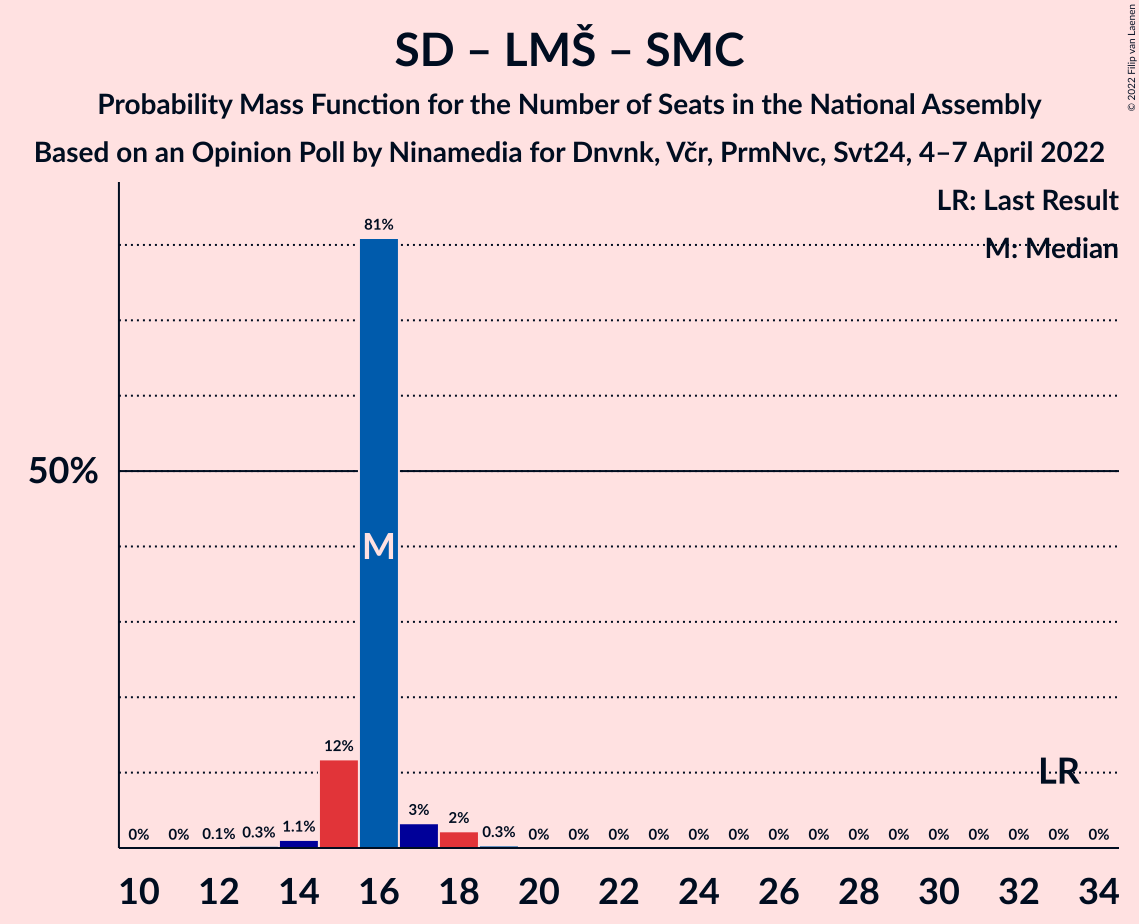 SD – LMŠ – SMC
Probability Mass Function for the Number of Seats in the National Assembly
Based on an Opinion Poll by Ninamedia for Dnvnk, Včr, PrmNvc, Svt24, 4–7 April 2022
© 2022 Filip van Laenen
LR: Last Result
M: Median
81%
50%
M
12%
LR
0% 0% 0.1% 0.3% 1.1% 3% 2% 0.3% 0% 0% 0% 0% 0% 0% 0% 0% 0% 0% 0% 0% 0% 0% 0%
10 12 14 16 18 20 22 24 26 28 30 32 34